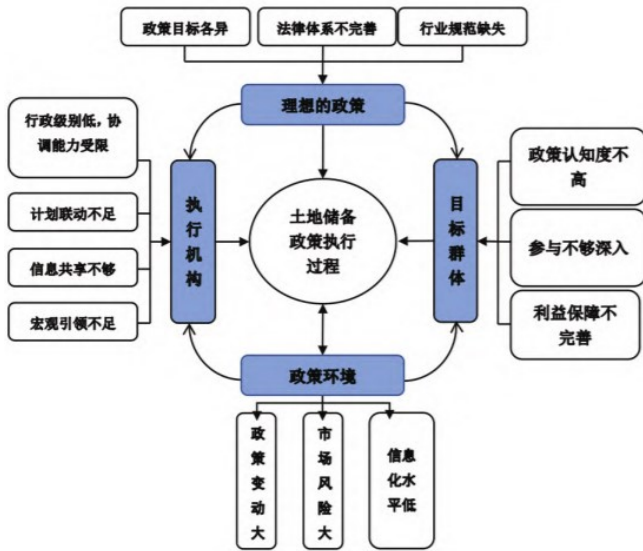 政策目标各异
法律体系不完善
行业规范缺失
理想的政策
行政级别低，协
调能力受限
计划联动不足
信息共享不够
宏观引领不足
执
行
机
构
土地储备
政策执行
过程
目
标
群
体
政策认知度不
高
参与不够深入
利益保障不
完善
政策环境
政
策
变
动
大
市
场
风
险
大
信息
化水
平低